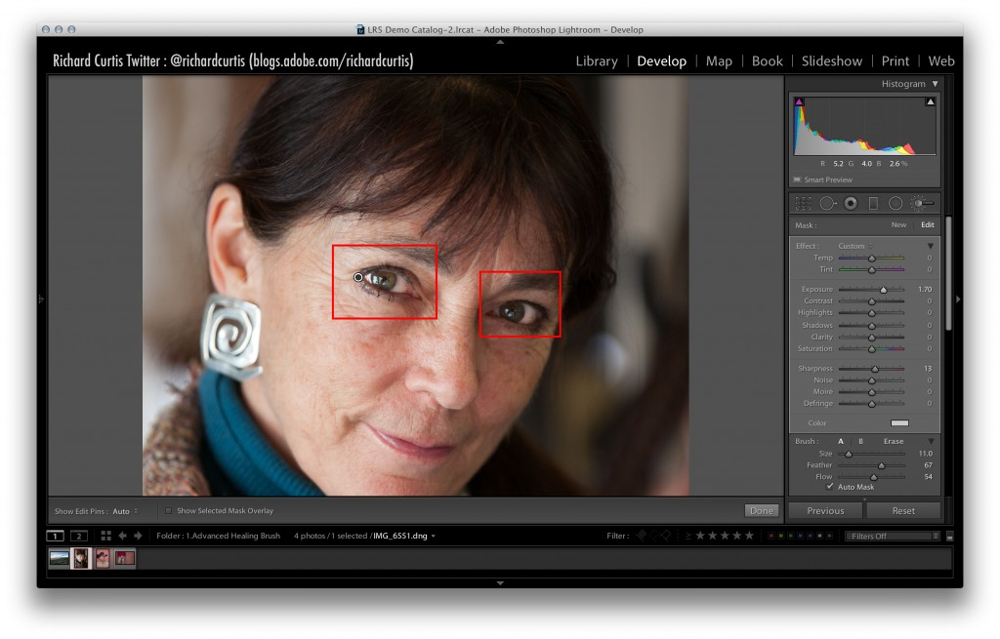 LR5 Demo Catalog-2.lrcat – Adobe Photoshop Lightroom – Develop
Richard Curtis Twitter : @richardcurtis (blogs.adobe.com/richardcurtis)
Library | Develop | Map | Book | Slideshow | Print | Web
Histogram
R 5.2 G 4.0 B 2.6 %
Smart Preview
Mask : New Edit
Effect : Custom
Temp 0
Tint 0
Exposure 1.70
Contrast 0
Highlights 0
Shadows 0
Clarity 0
Saturation 0
Sharpness 13
Noise 0
Moiré 0
Defringe 0
Color
Brush : A | B Erase
Size 11.0
Feather 67
Flow 54
Auto Mask
Show Edit Pins : Auto Show Selected Mask Overlay Done
Previous Reset
1 2 Folder : 1.Advanced Healing Brush 4 photos / 1 selected / IMG_6551.dng Filter : ≥ ★★★★★ Filters Off